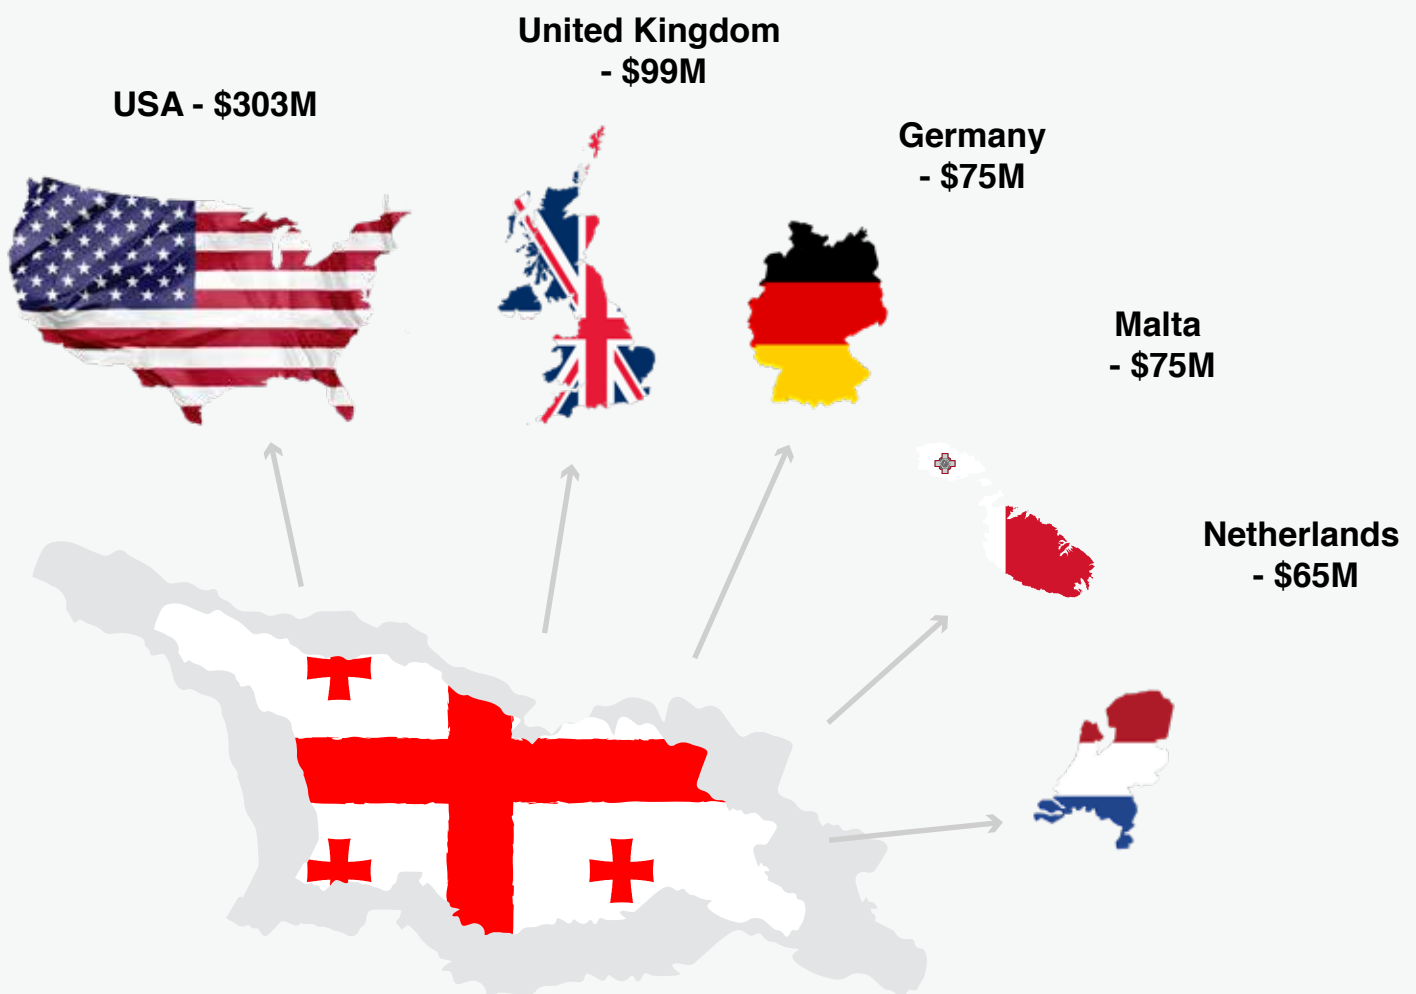 United Kingdom
- $99M
USA - $303M
Germany
- $75M
Malta
- $75M
Netherlands
- $65M